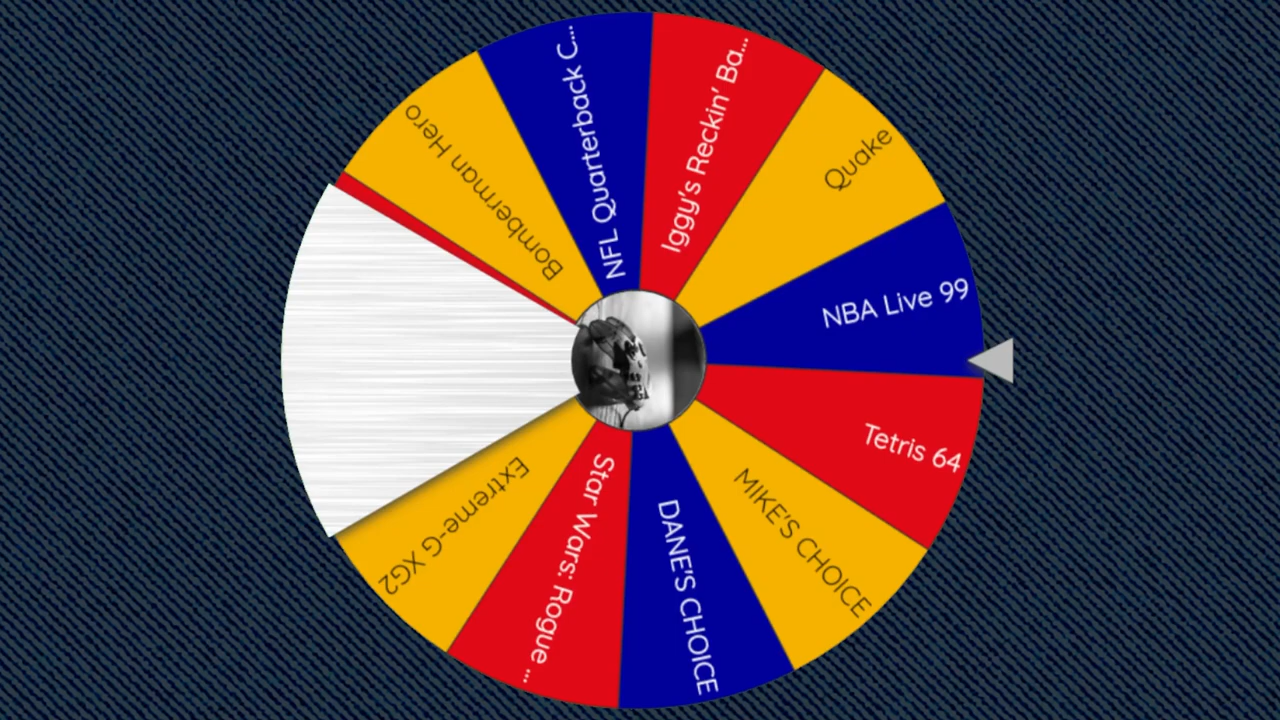 NFL Quarterback C...
Iggy's Reckin' Ba...
Quake
NBA Live 99
Tetris 64
MIKE'S CHOICE
DANE'S CHOICE
Star Wars: Rogue ...
Extreme-G XG2
Bomberman Hero